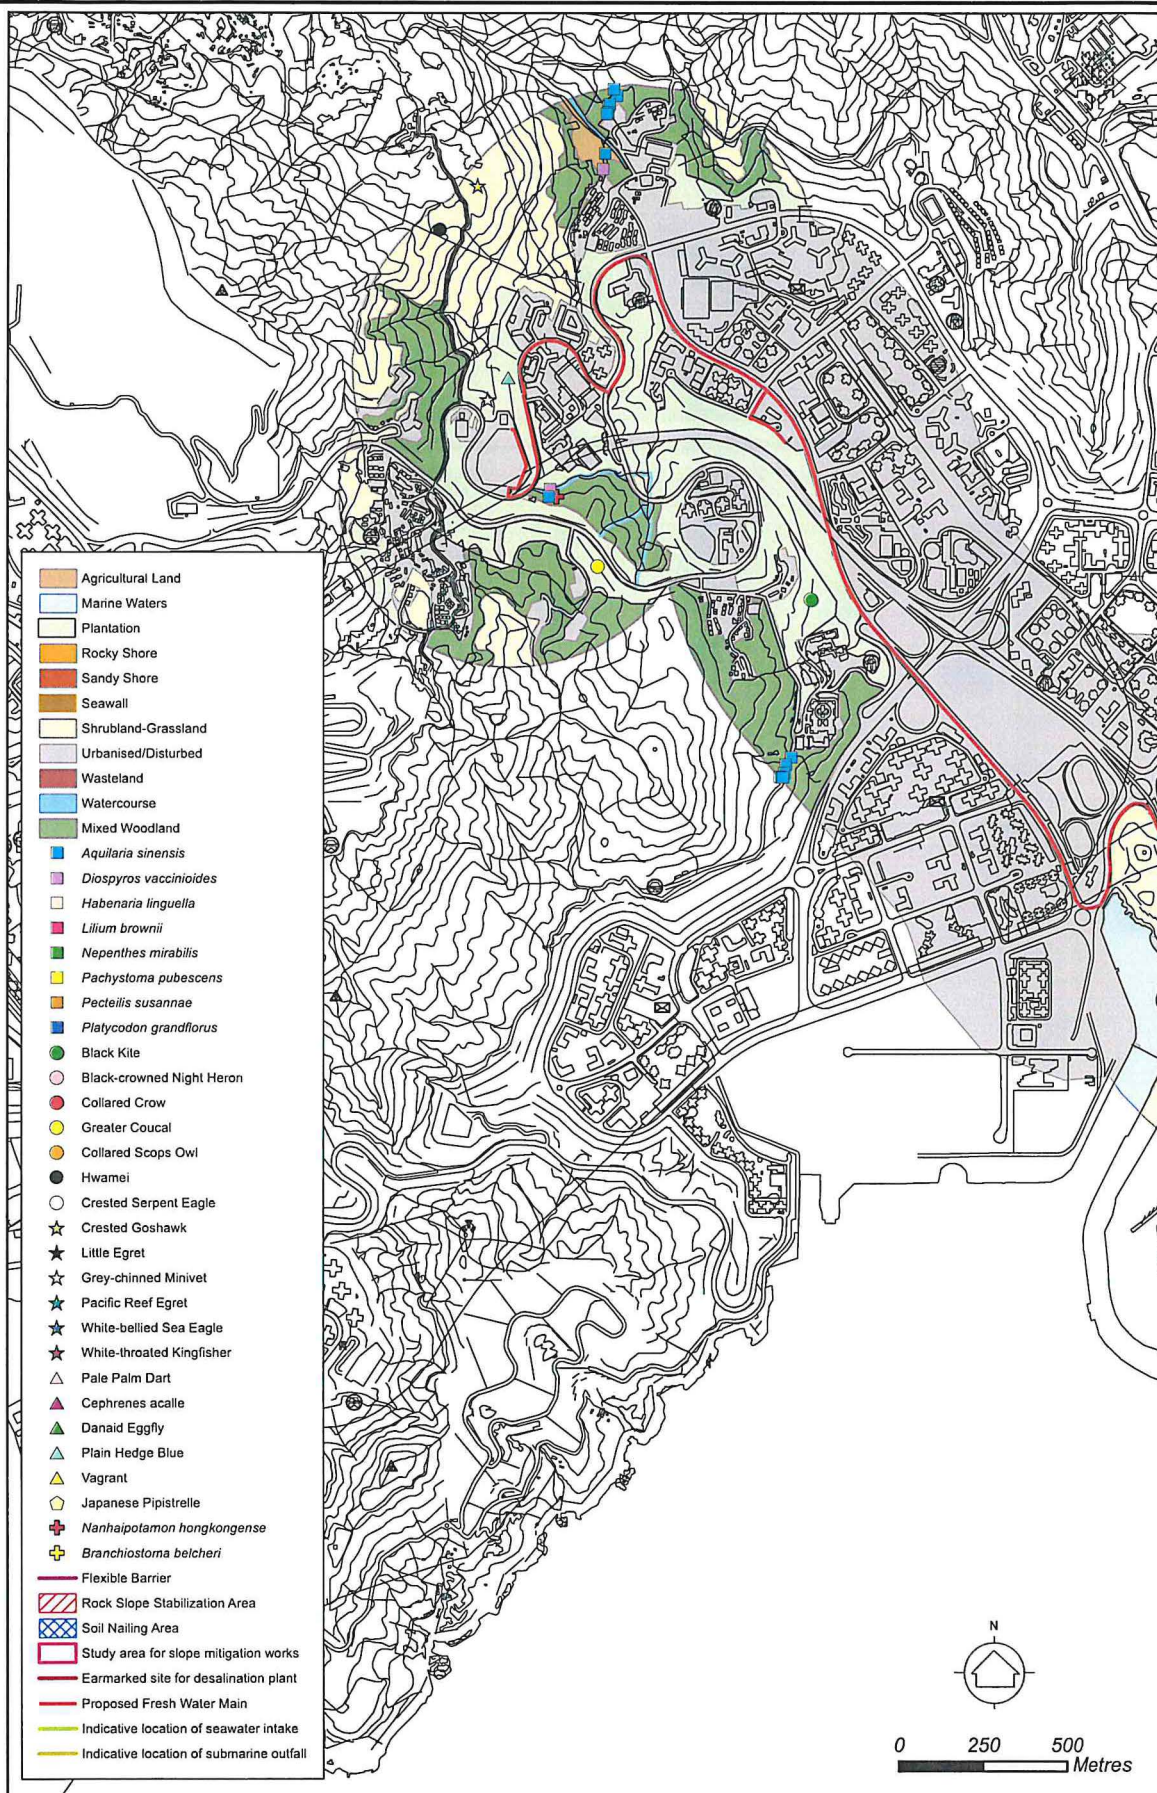 Agricultural Land
Marine Waters
Plantation
Rocky Shore
Sandy Shore
Seawall
Shrubland-Grassland
Urbanised/Disturbed
Wasteland
Watercourse
Mixed Woodland
Aquilaria sinensis
Diospyros vaccinioides
Habenaria linguella
Lilium brownii
Nepenthes mirabilis
Pachystoma pubescens
Pecteilis susannae
Platycodon grandflorus
Black Kite
Black-crowned Night Heron
Collared Crow
Greater Coucal
Collared Scops Owl
Hwamei
Crested Serpent Eagle
Crested Goshawk
Little Egret
Grey-chinned Minivet
Pacific Reef Egret
White-bellied Sea Eagle
White-throated Kingfisher
Pale Palm Dart
Cephrenes acalle
Danaid Eggfly
Plain Hedge Blue
Vagrant
Japanese Pipistrelle
Nanhaipotamon hongkongense
Branchiostoma belcheri
Flexible Barrier
Rock Slope Stabilization Area
Soil Nailing Area
Study area for slope mitigation works
Earmarked site for desalination plant
Proposed Fresh Water Main
Indicative location of seawater intake
Indicative location of submarine outfall
N
0 250 500
Metres